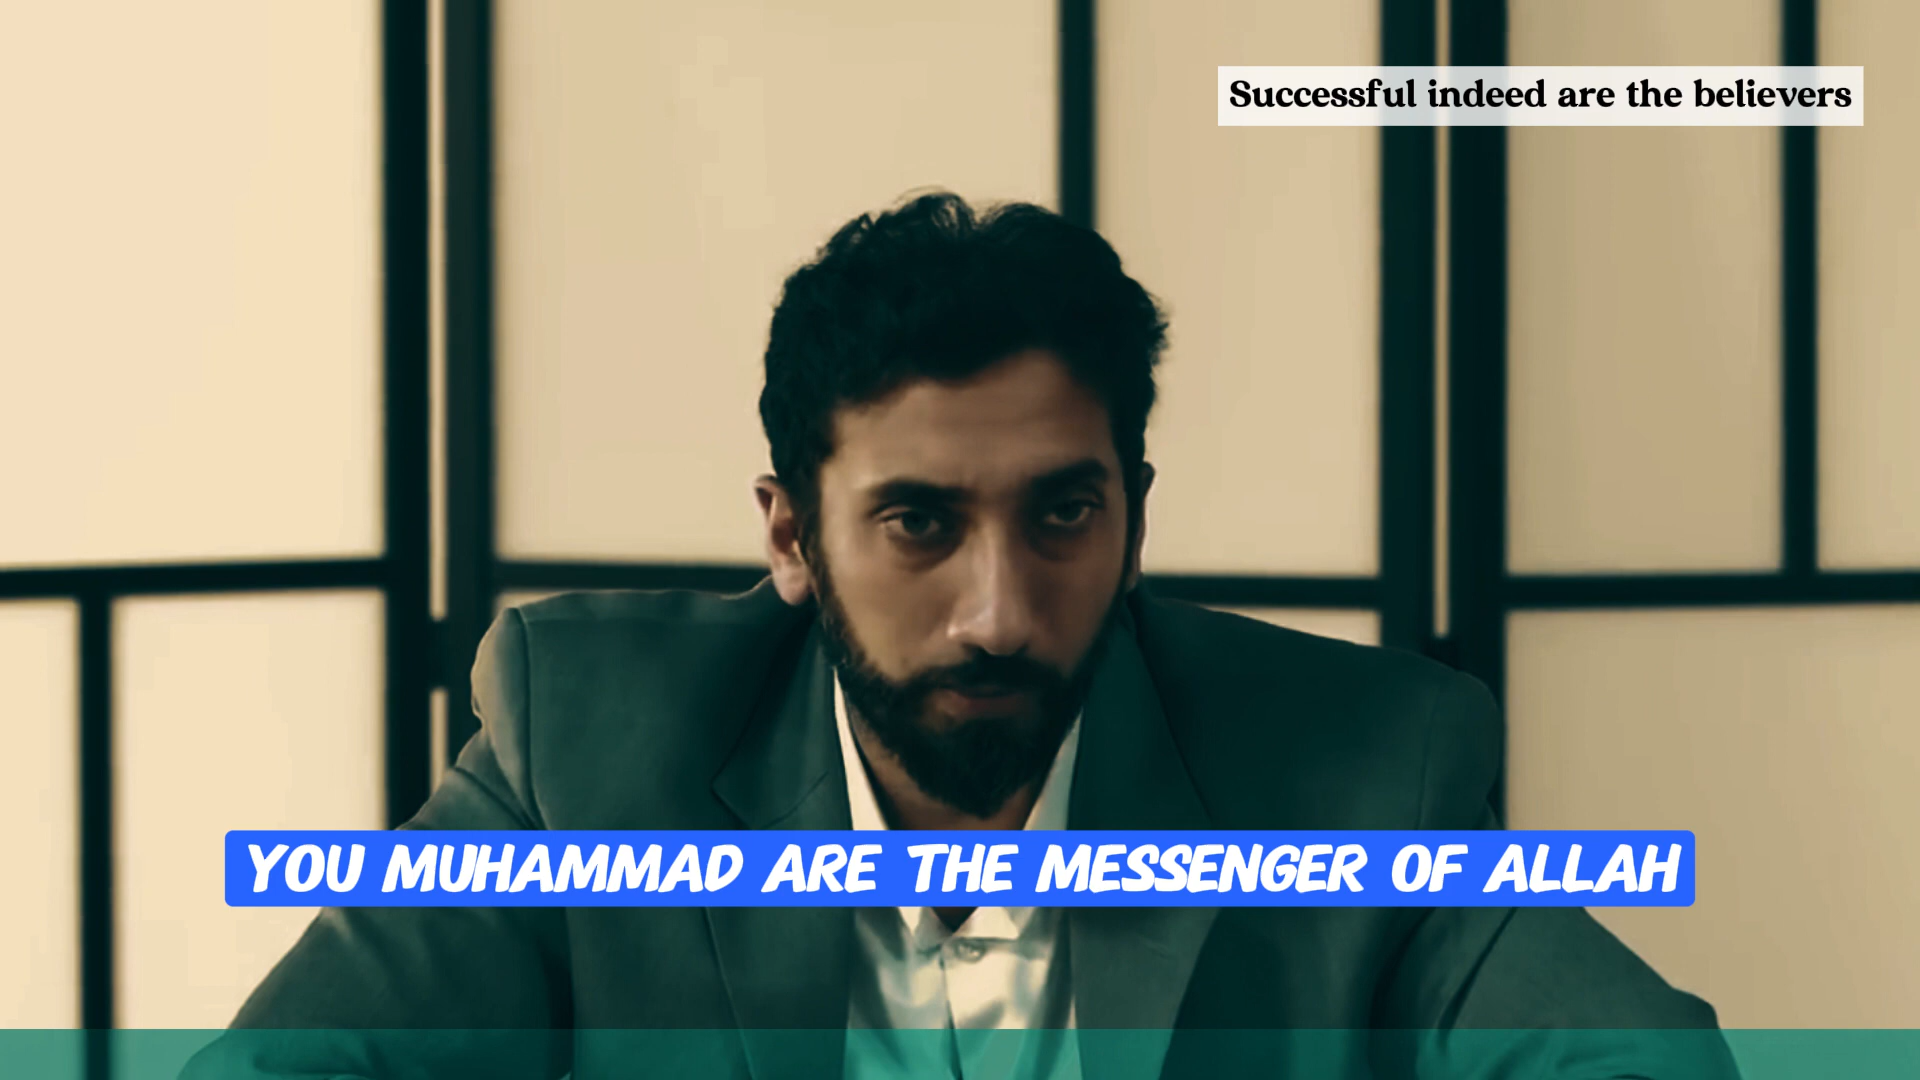 Successful indeed are the believers
YOU MUHAMMAD ARE THE MESSENGER OF ALLAH